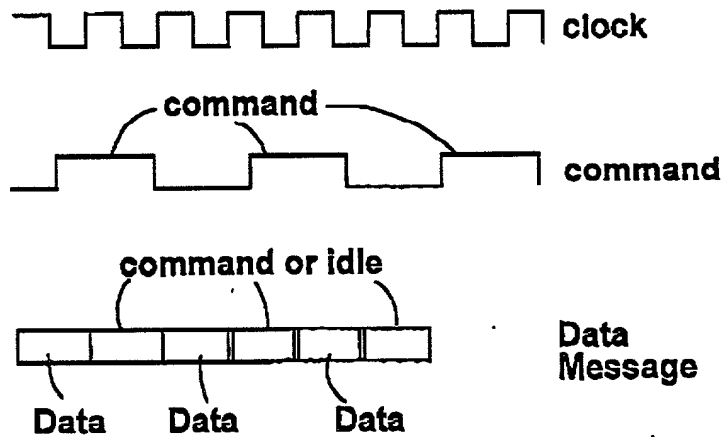 clock
command
command
command or idle
Data
Message
Data
Data
Data